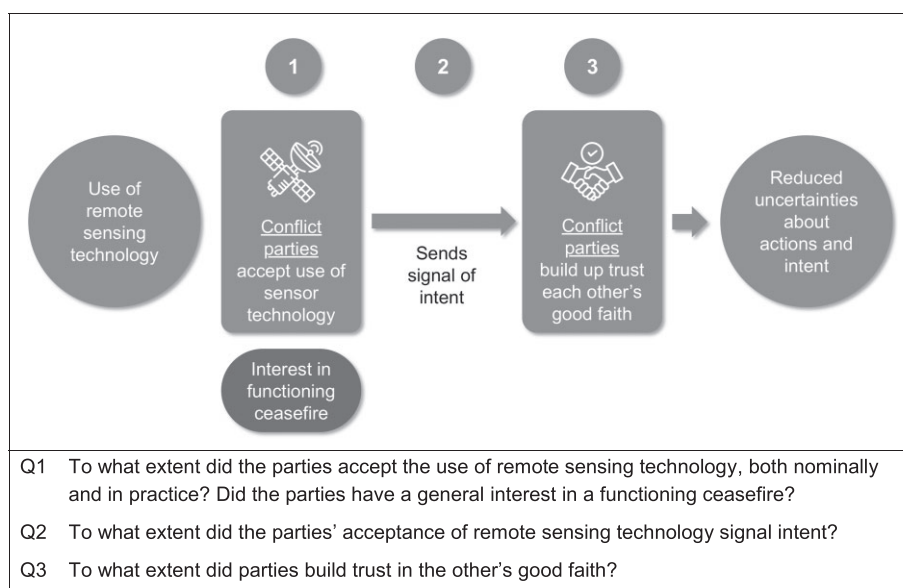 1
2
3
Use of
remote
sensing
technology
Conflict
parties
accept use of
sensor
technology
Interest in
functioning
ceasefire
Sends
signal of
intent
Conflict
parties
build up trust
each other's
good faith
Reduced
uncertainties
about
actions and
intent
Q1 To what extent did the parties accept the use of remote sensing technology, both nominally
and in practice? Did the parties have a general interest in a functioning ceasefire?
Q2 To what extent did the parties' acceptance of remote sensing technology signal intent?
Q3 To what extent did parties build trust in the other's good faith?